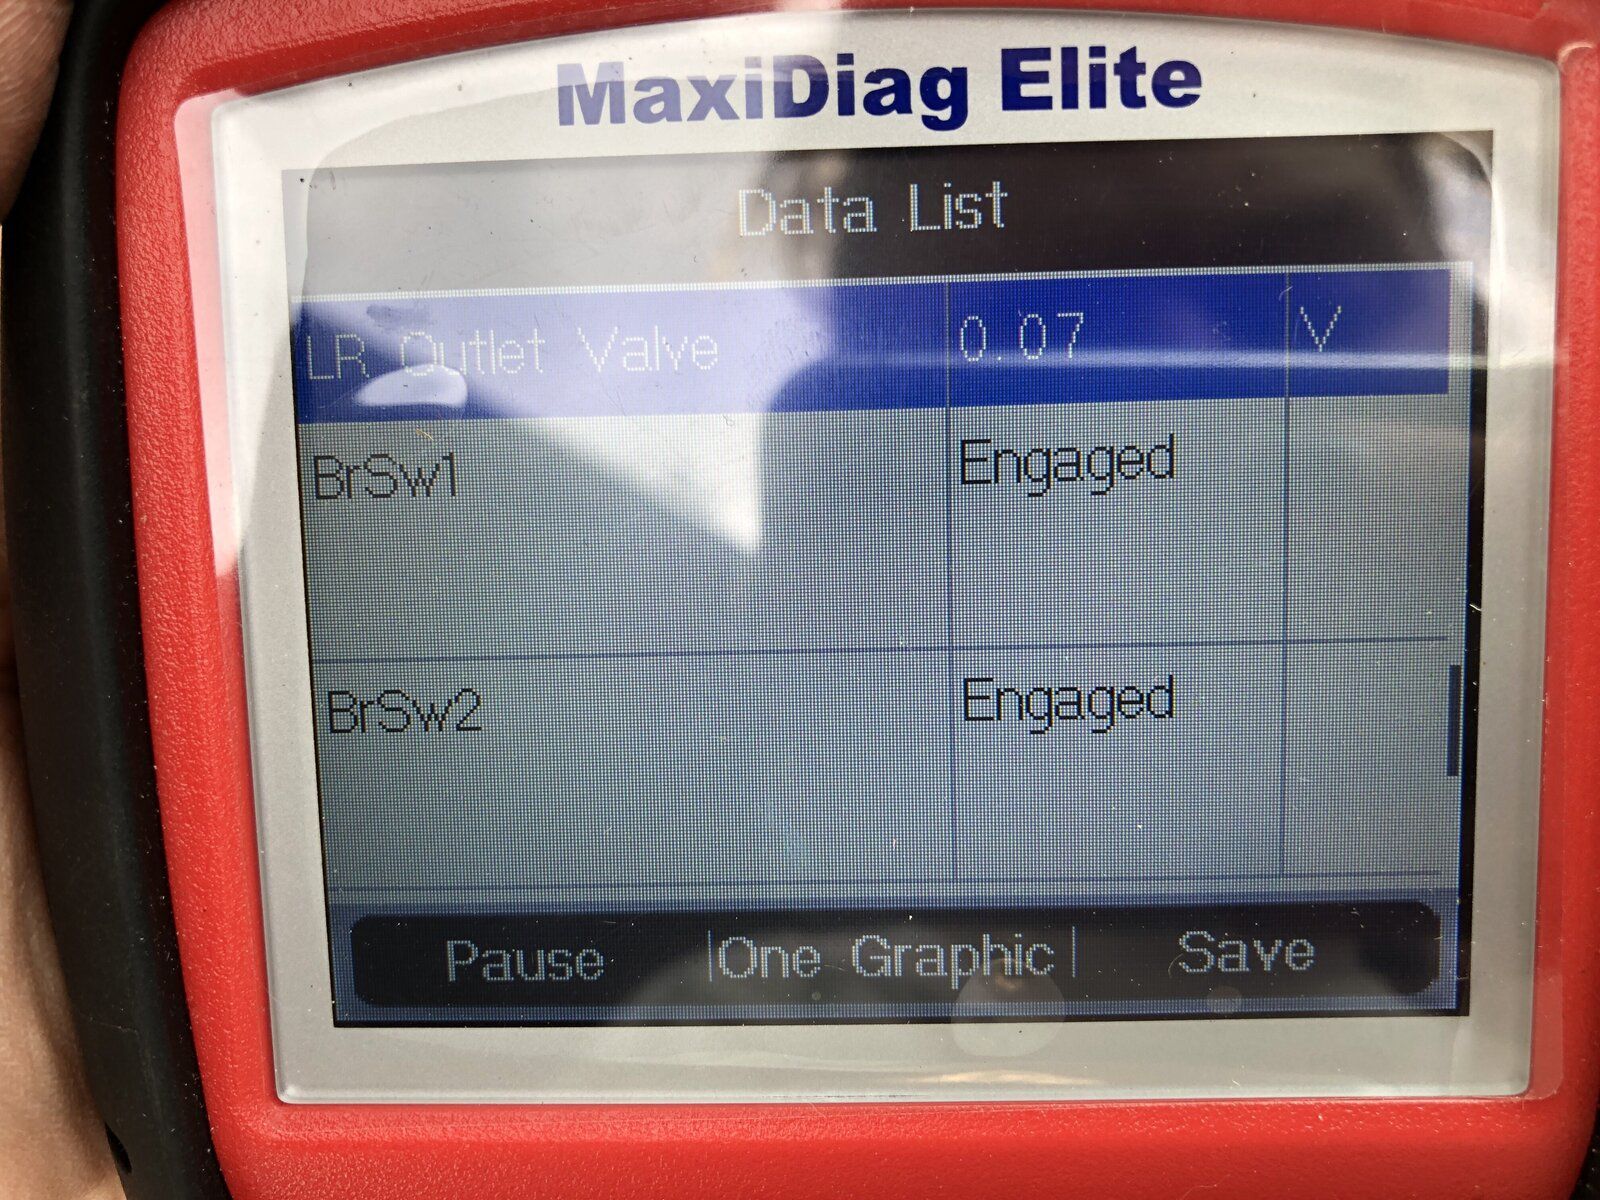 MaxiDiag Elite
Data List
LR Outlet Valve 0.07 V
BrSw1 Engaged
BrSw2 Engaged
Pause |One Graphic| Save